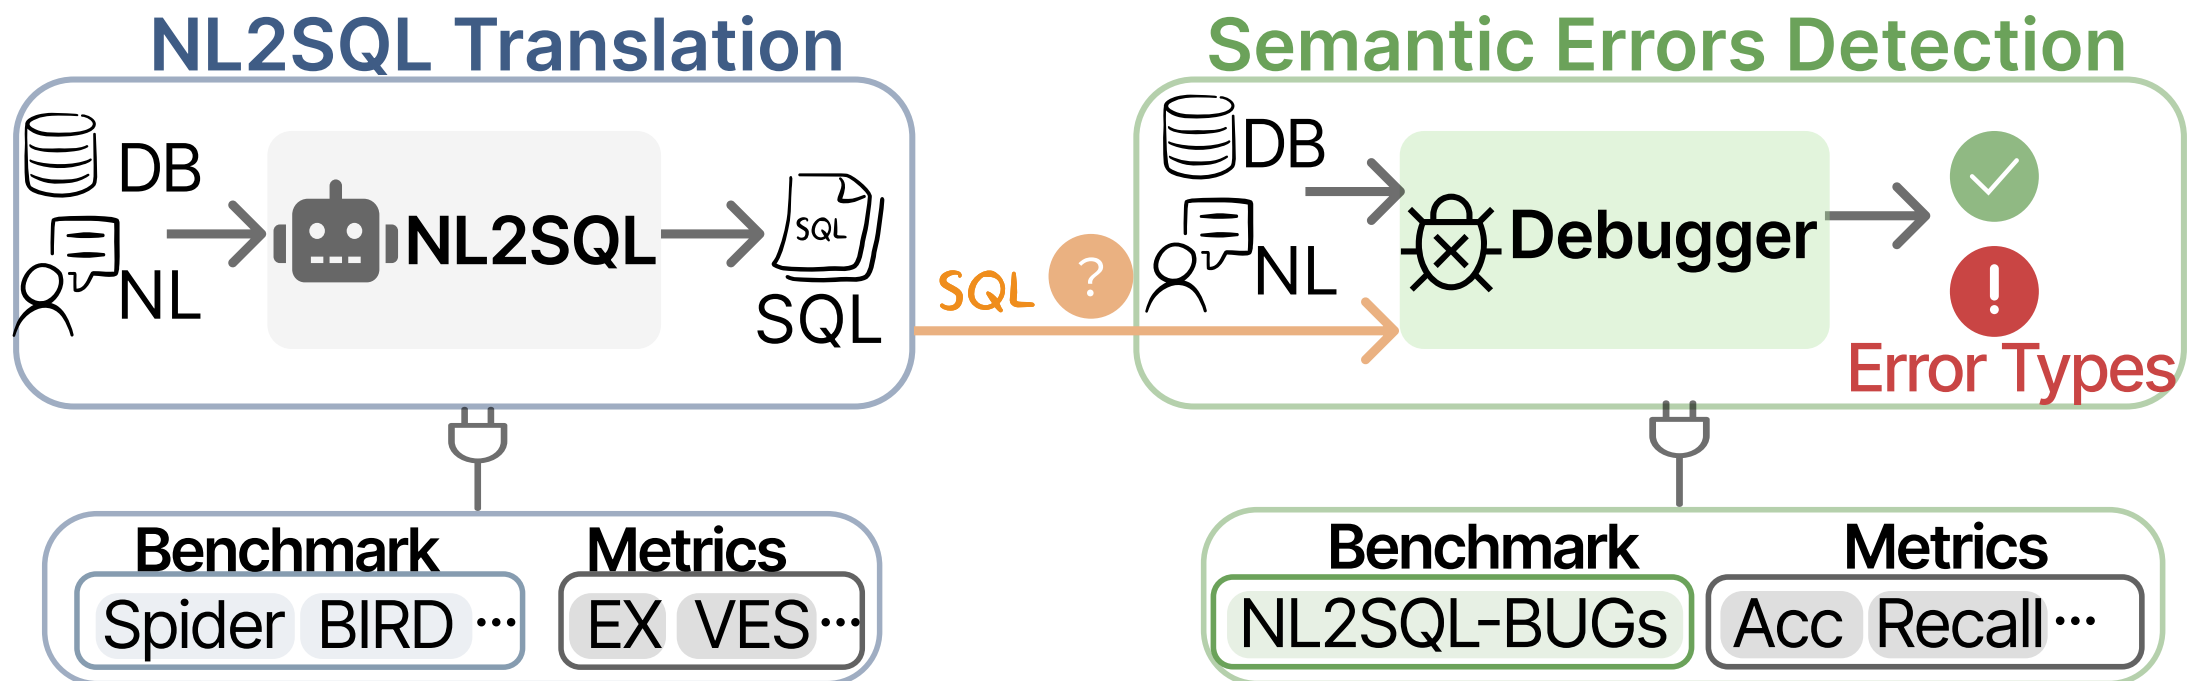 NL2SQL Translation
DB
NL
NL2SQL
SQL
SQL
SQL
?
Semantic Errors Detection
DB
NL
Debugger
!
Error Types
Benchmark
Spider BIRD ...
Metrics
EX VES ...
Benchmark
NL2SQL-BUGs
Metrics
Acc Recall ...